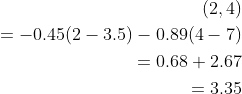 (2, 4)
= −0.45(2 − 3.5) − 0.89(4 − 7)
= 0.68 + 2.67
= 3.35